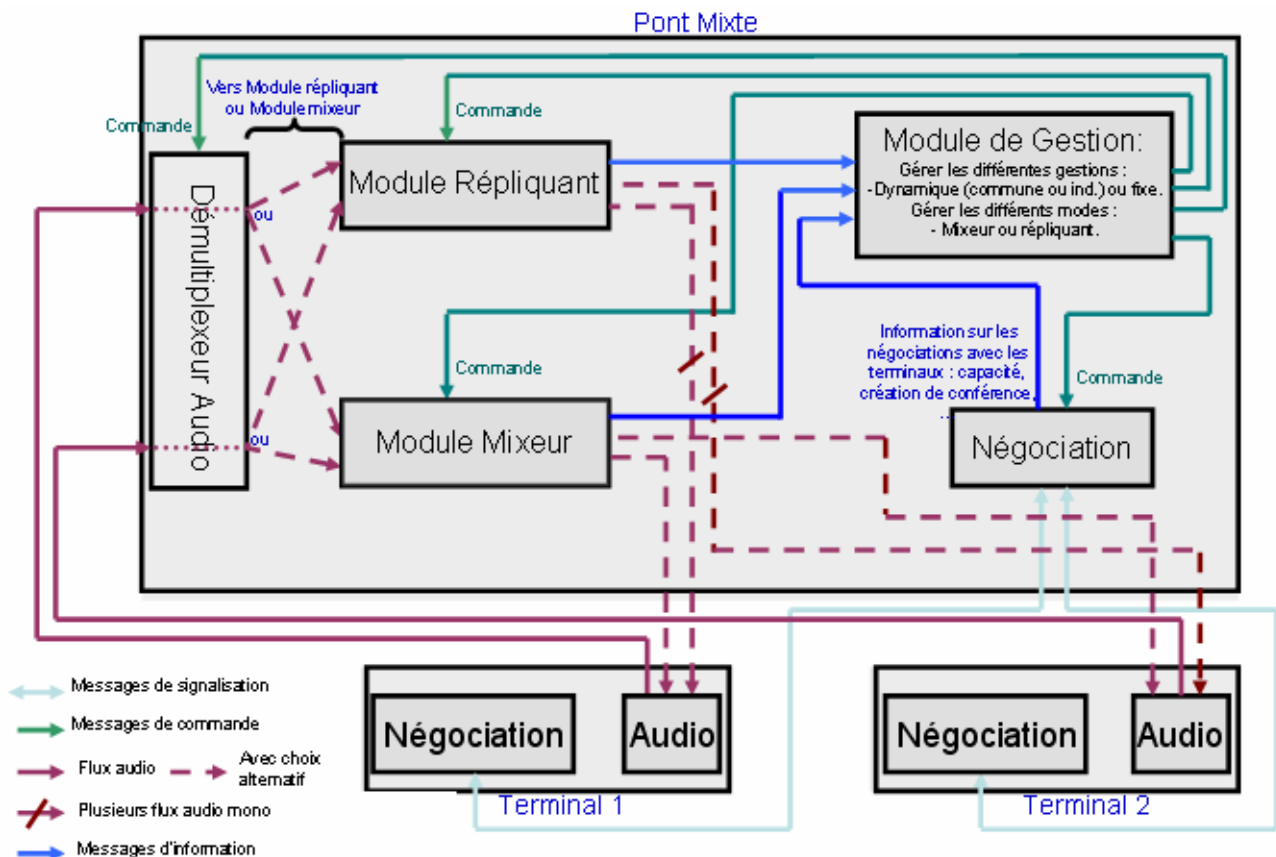 Pont Mixte
Vers Module répliquant
ou Module mixeur
Commande
Commande
Commande
Commande
Démultiplexeur Audio
ou
ou
Module Répliquant
Module Mixeur
Module de Gestion:
Gérer les différentes gestions :
-Dynamique (commune ou ind.) ou fixe.
Gérer les différents modes :
- Mixeur ou répliquant.
Information sur les
négociations avec les
terminaux : capacité,
création de conférence,
...
Négociation
Négociation
Audio
Terminal 1
Négociation
Audio
Terminal 2
Messages de signalisation
Messages de commande
Flux audio
Avec choix
alternatif
Plusieurs flux audio mono
Messages d'information